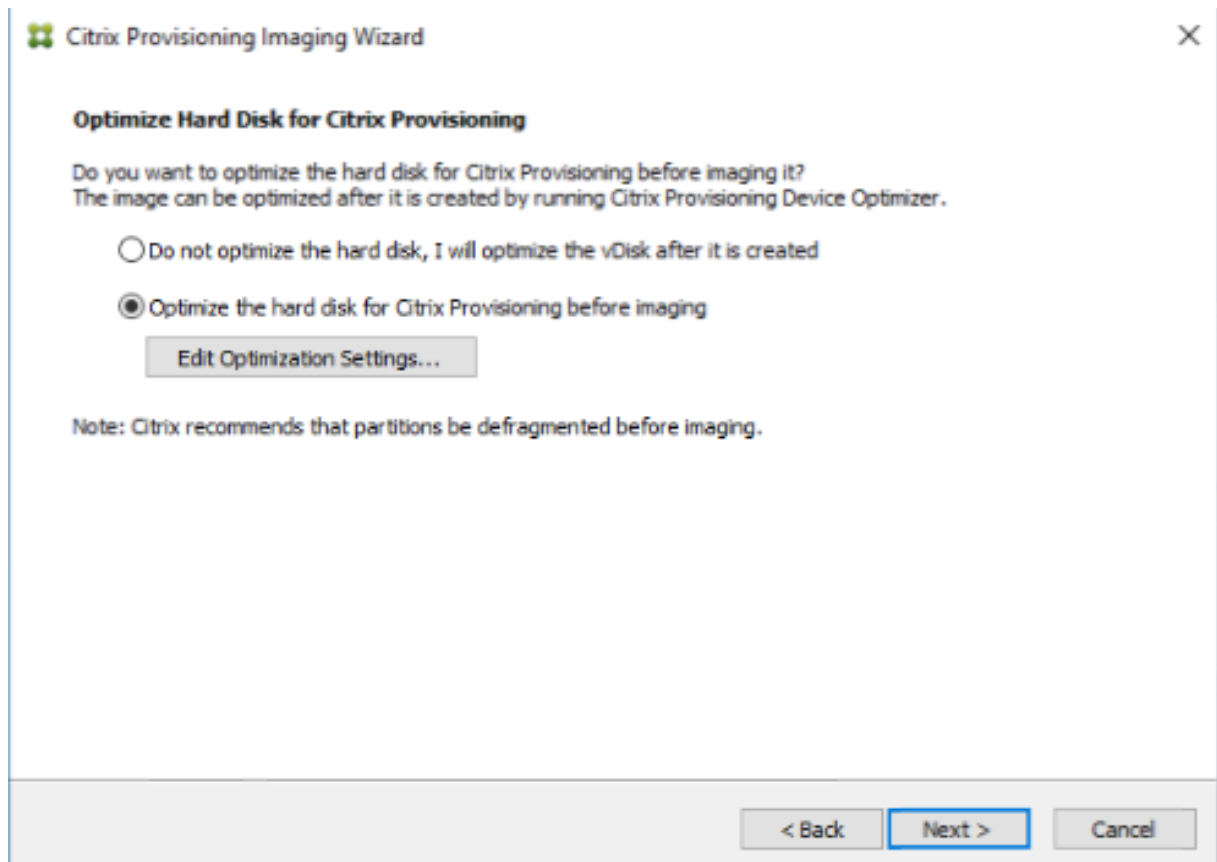 Citrix Provisioning Imaging Wizard
Optimize Hard Disk for Citrix Provisioning
Do you want to optimize the hard disk for Citrix Provisioning before imaging it?
The image can be optimized after it is created by running Citrix Provisioning Device Optimizer.
Do not optimize the hard disk, I will optimize the vDisk after it is created
Optimize the hard disk for Citrix Provisioning before imaging
Edit Optimization Settings...
Note: Citrix recommends that partitions be defragmented before imaging.
< Back Next > Cancel